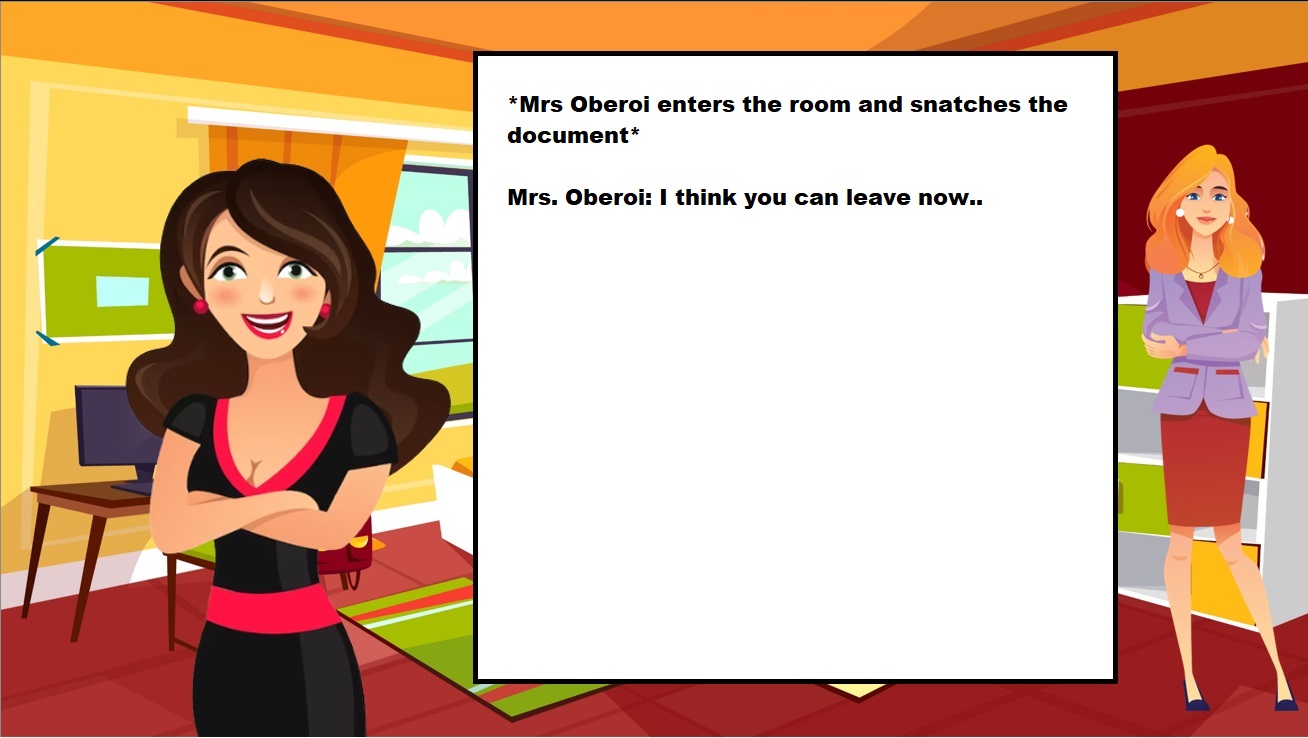 *Mrs Oberoi enters the room and snatches the
document*
Mrs. Oberoi: I think you can leave now..